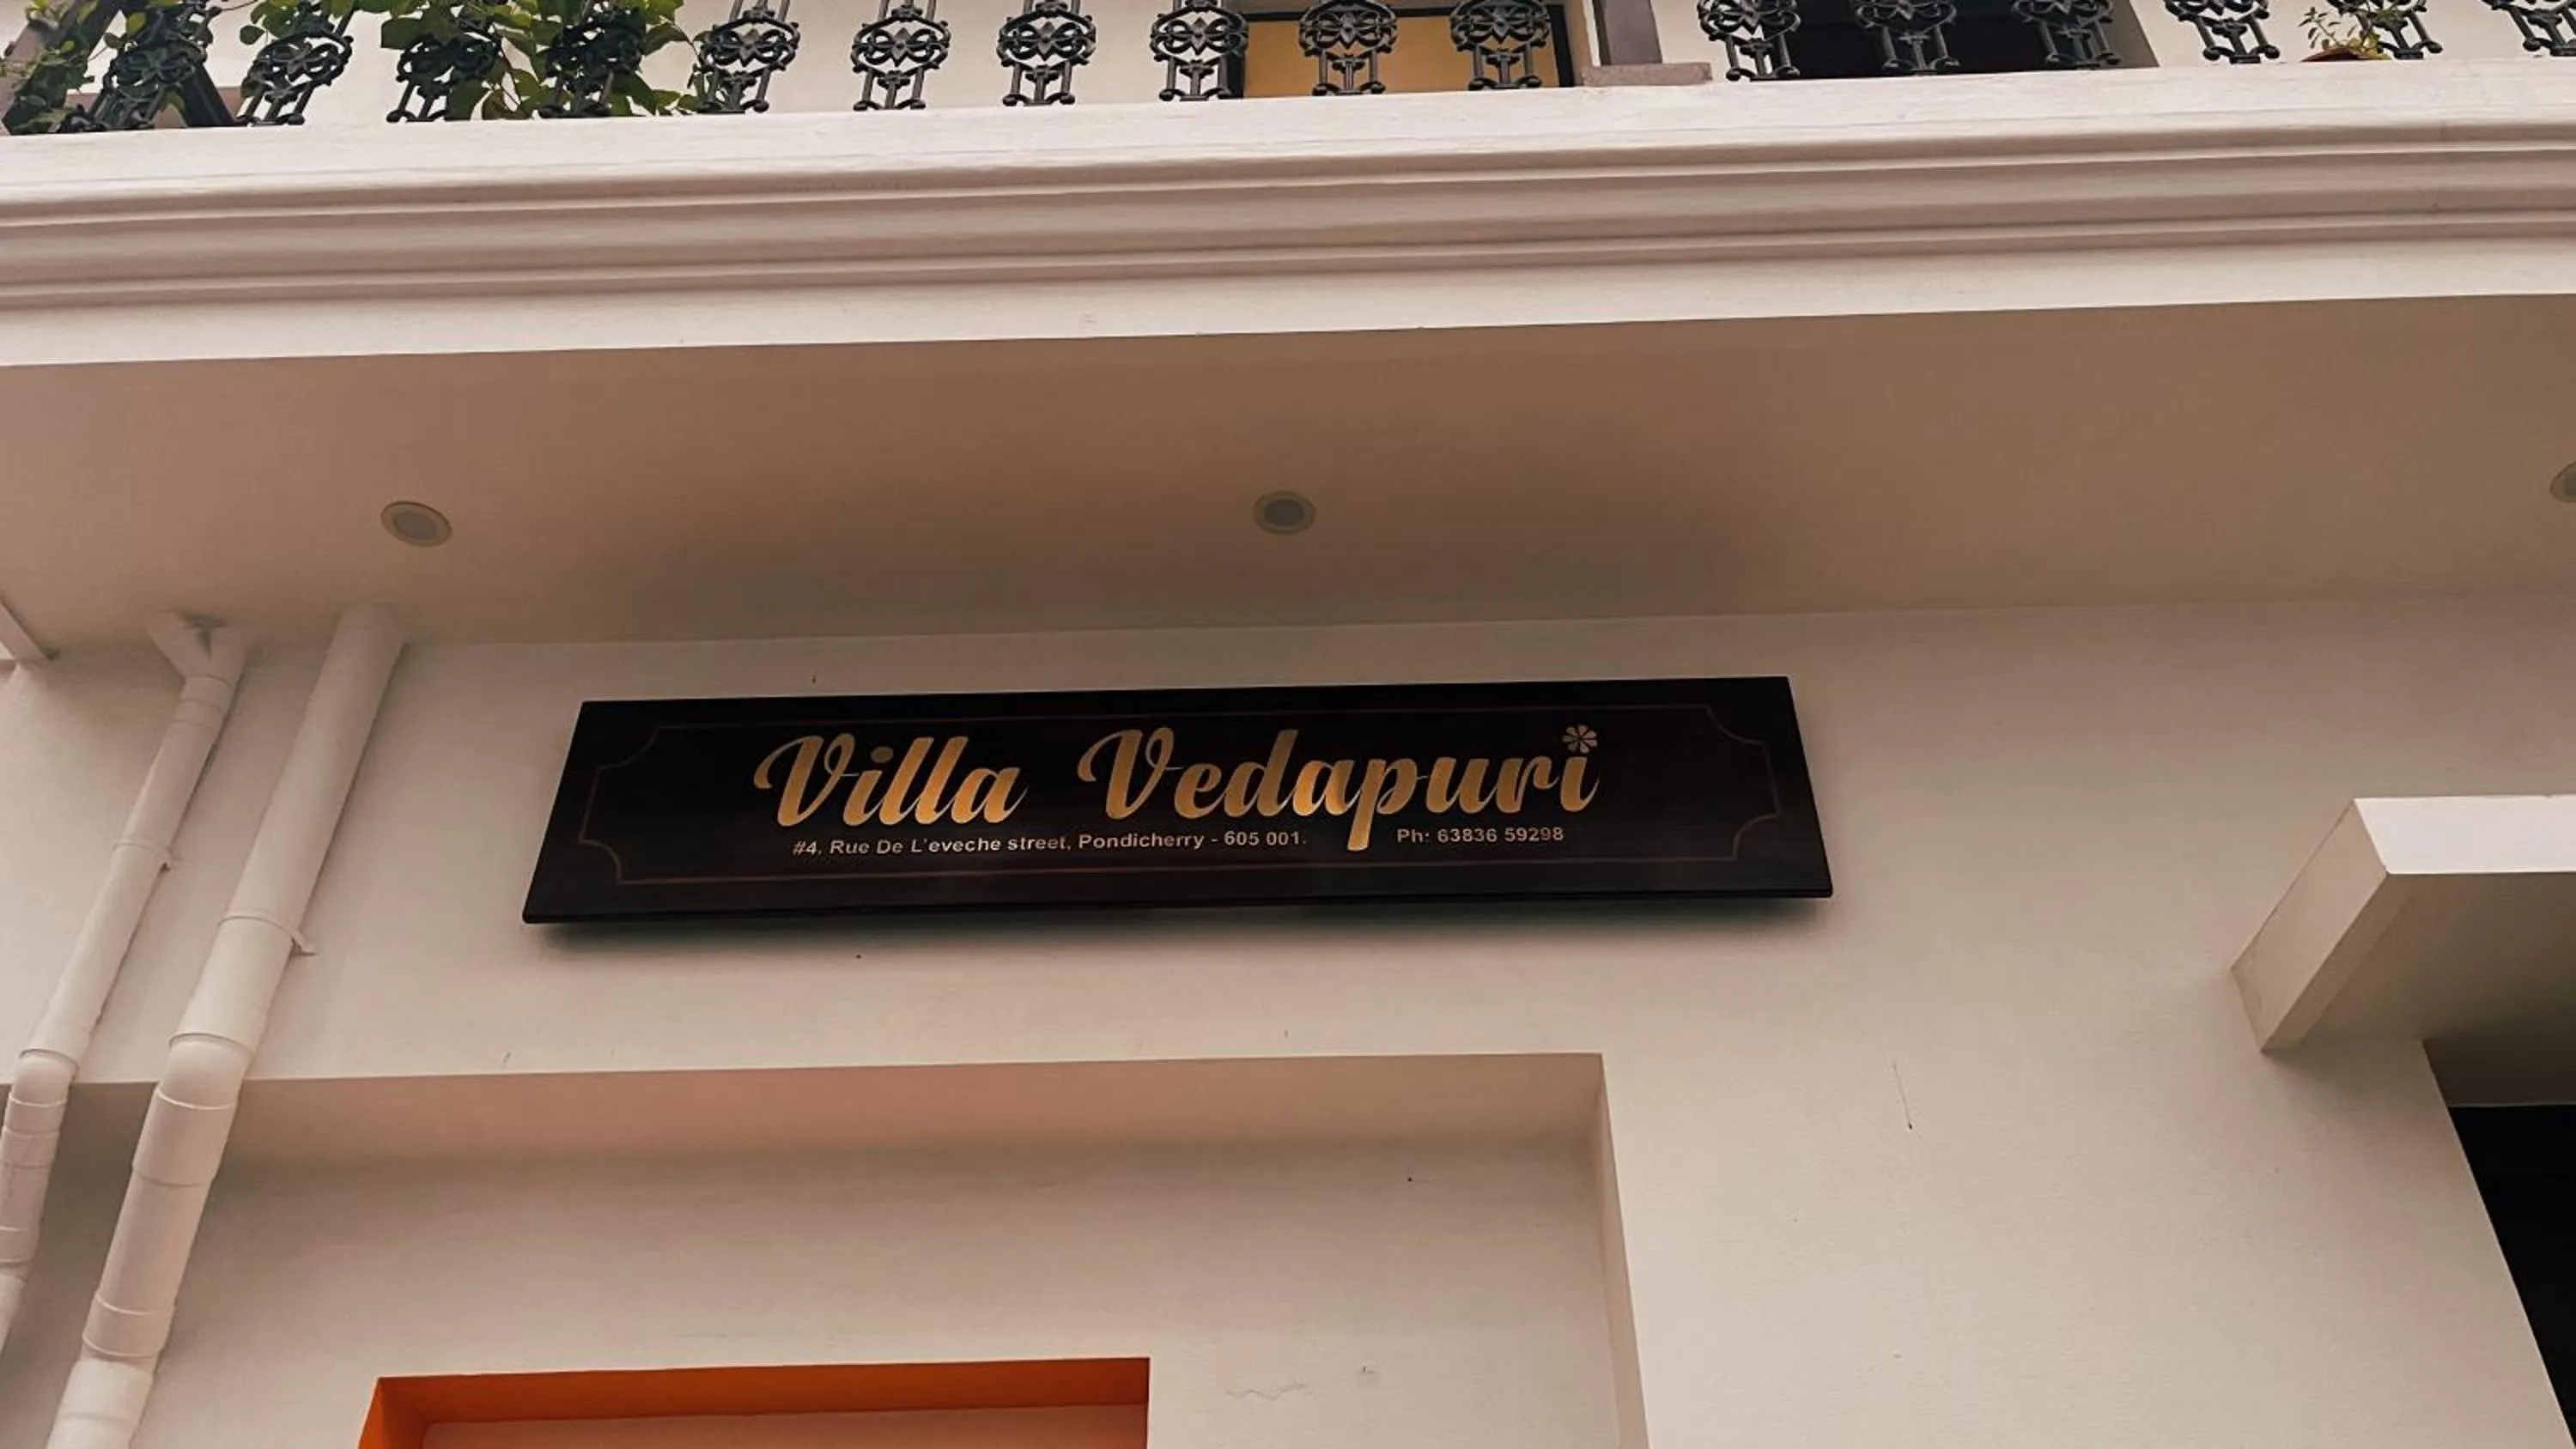 Villa Vedapuri
#4, Rue De L'eveche street, Pondicherry - 605 001. Ph: 63836 59298